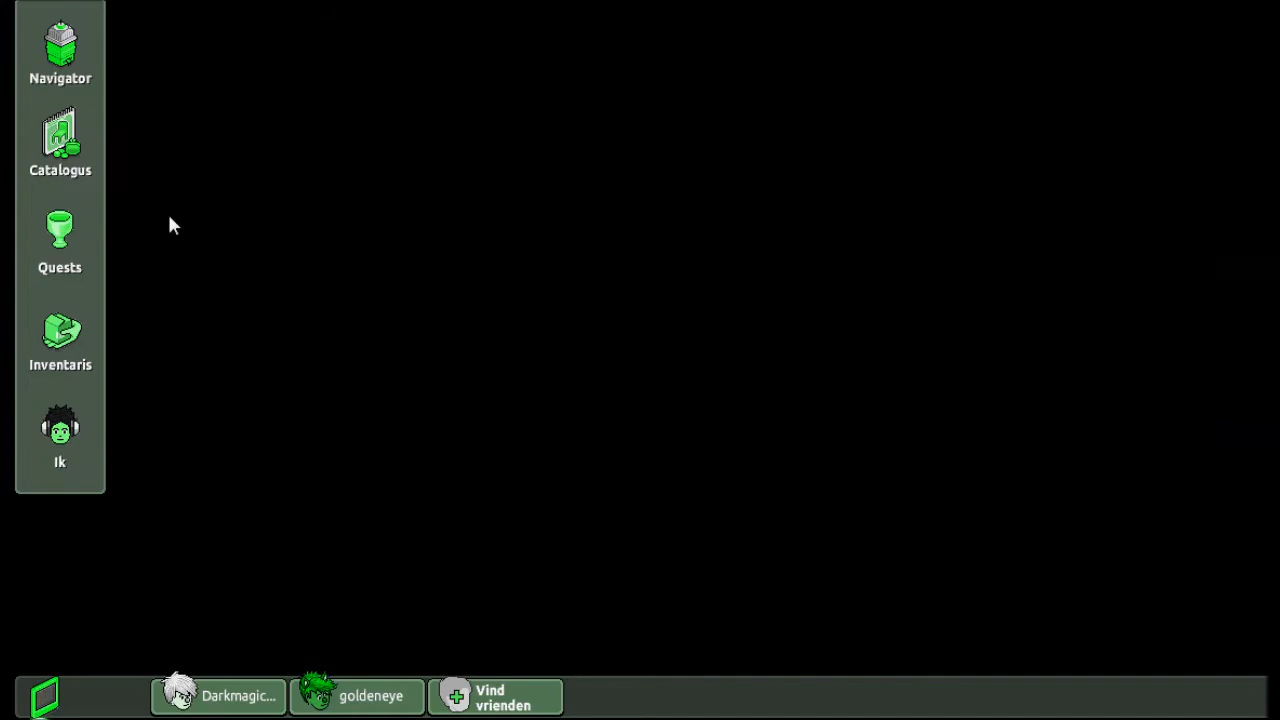 Navigator
Catalogus
Quests
Inventaris
Ik
Darkmagic...
goldeneye
Vind
vrienden